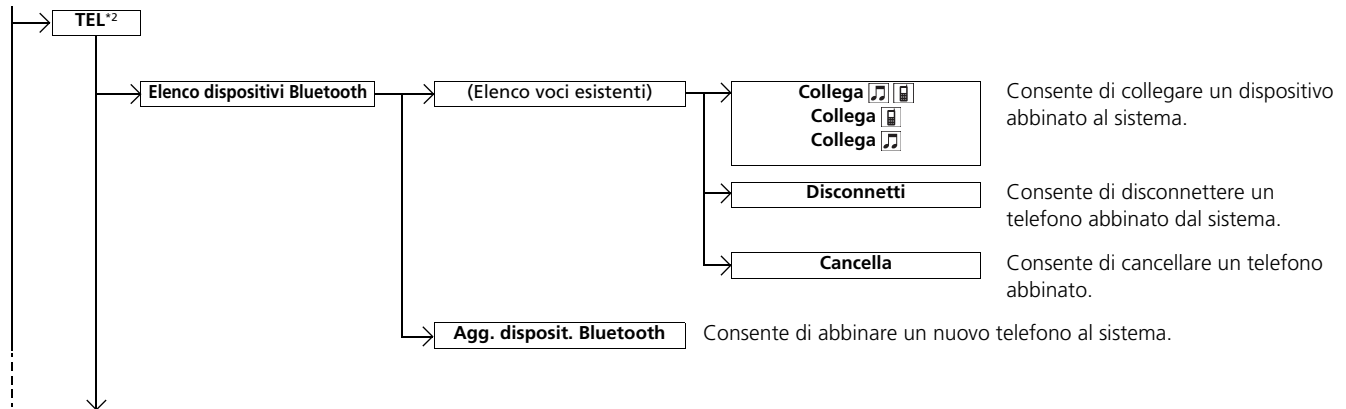 TEL*2
Elenco dispositivi Bluetooth
(Elenco voci esistenti)
Collega
Collega
Collega
Consente di collegare un dispositivo
abbinato al sistema.
Disconnetti
Consente di disconnettere un
telefono abbinato dal sistema.
Cancella
Consente di cancellare un telefono
abbinato.
Agg. disposit. Bluetooth
Consente di abbinare un nuovo telefono al sistema.